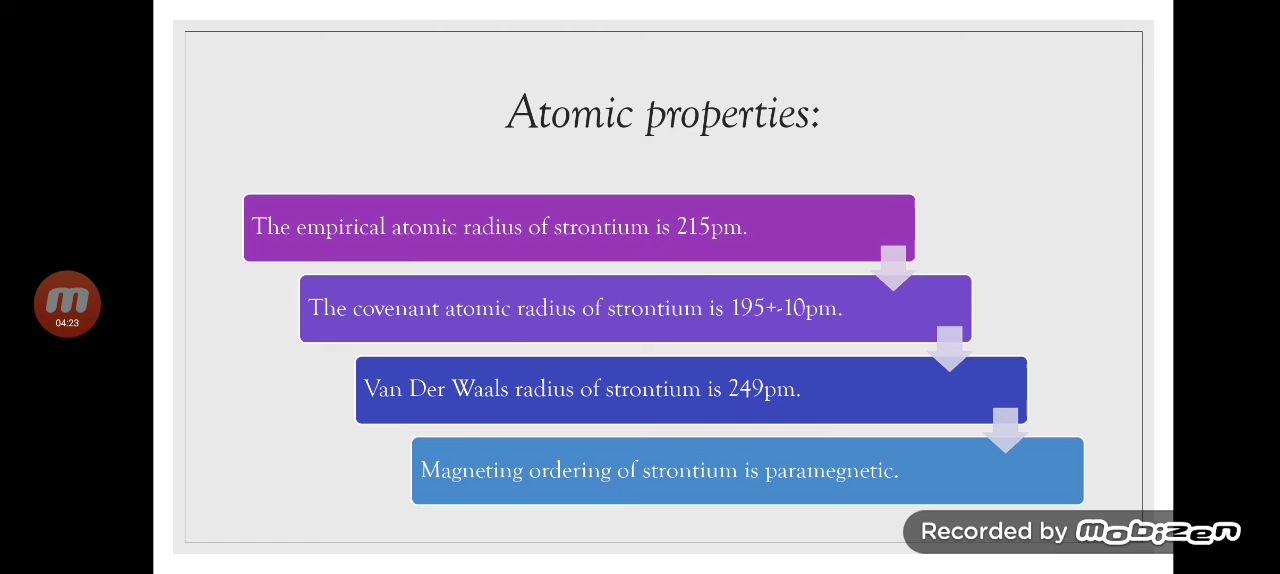 Atomic properties:
The empirical atomic radius of strontium is 215pm.
The covenant atomic radius of strontium is 195+-10pm.
04:23
Van Der Waals radius of strontium is 249pm.
Magneting ordering of strontium is paramegnetic.
Recorded by mobizen